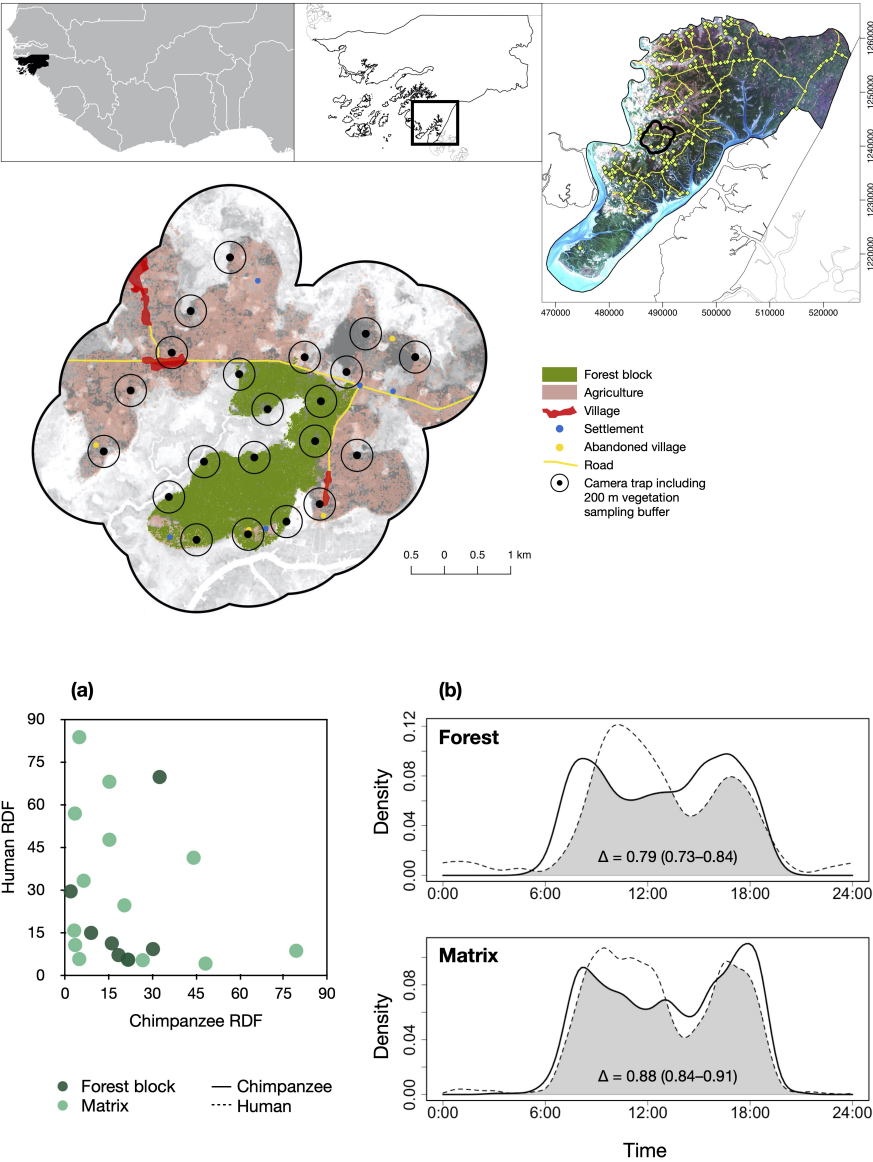 1260000
1250000
1240000
1230000
1220000
470000 480000 490000 500000 510000 520000
Forest block
Agriculture
Village
Settlement
Abandoned village
Road
Camera trap including
200 m vegetation
sampling buffer
0.5 0 0.5 1 km
(a)
90
75
60
45
30
15
0
Human RDF
0 15 30 45 60 75 90
Chimpanzee RDF
Forest block
Matrix
Chimpanzee
Human
(b)
Forest
0.12
0.08
0.04
0.00
Density
Δ = 0.79 (0.73–0.84)
0:00 6:00 12:00 18:00 24:00
Matrix
0.08
0.04
0.00
Density
Δ = 0.88 (0.84–0.91)
0:00 6:00 12:00 18:00 24:00
Time